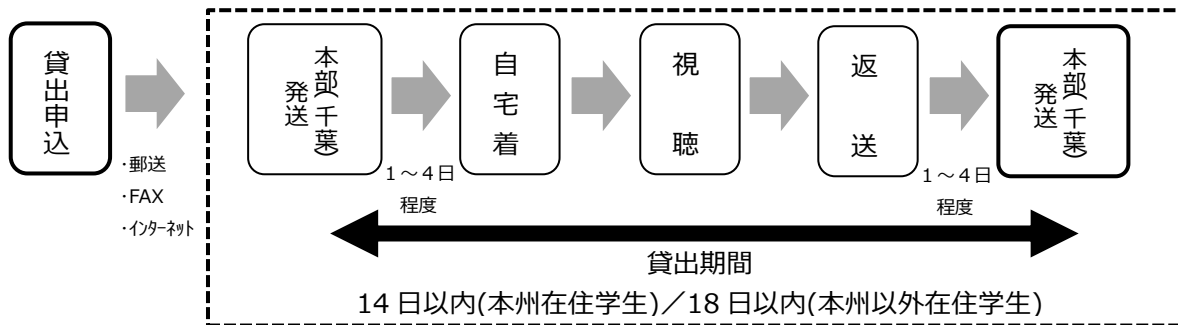 貸出申込
・郵送
・FAX
・インターネット
本部(千葉)
発送
1～4日
程度
自宅着
視聴
返送
1～4日
程度
本部(千葉)
発送
貸出期間
14日以内(本州在住学生)／18日以内(本州以外在住学生)